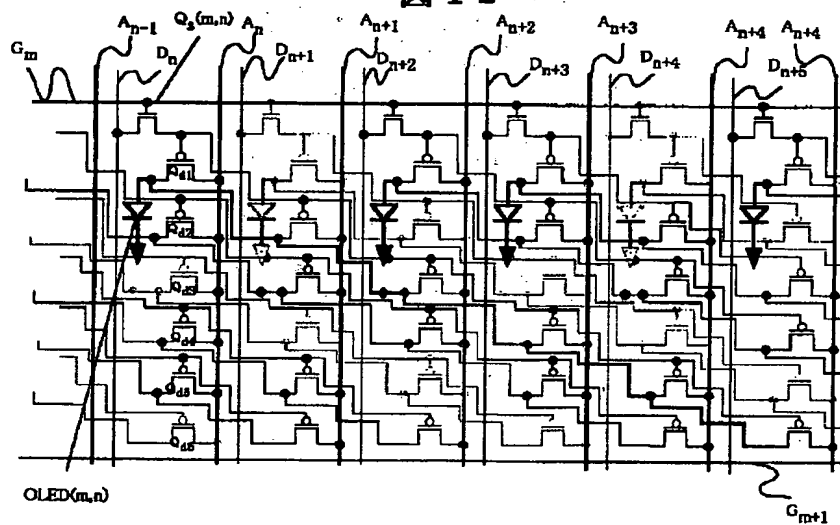 A_{n-1} Q_s(m,n) A_n A_{n+1} A_{n+2} A_{n+3} A_{n+4} A_{n+4}
G_m D_n D_{n+1} D_{n+2} D_{n+3} D_{n+4} D_{n+5}
Q_{d1}
Q_{d2}
Q_{d3}
Q_{d4}
Q_{d5}
Q_{d6}
OLED(m,n)
G_{m+1}